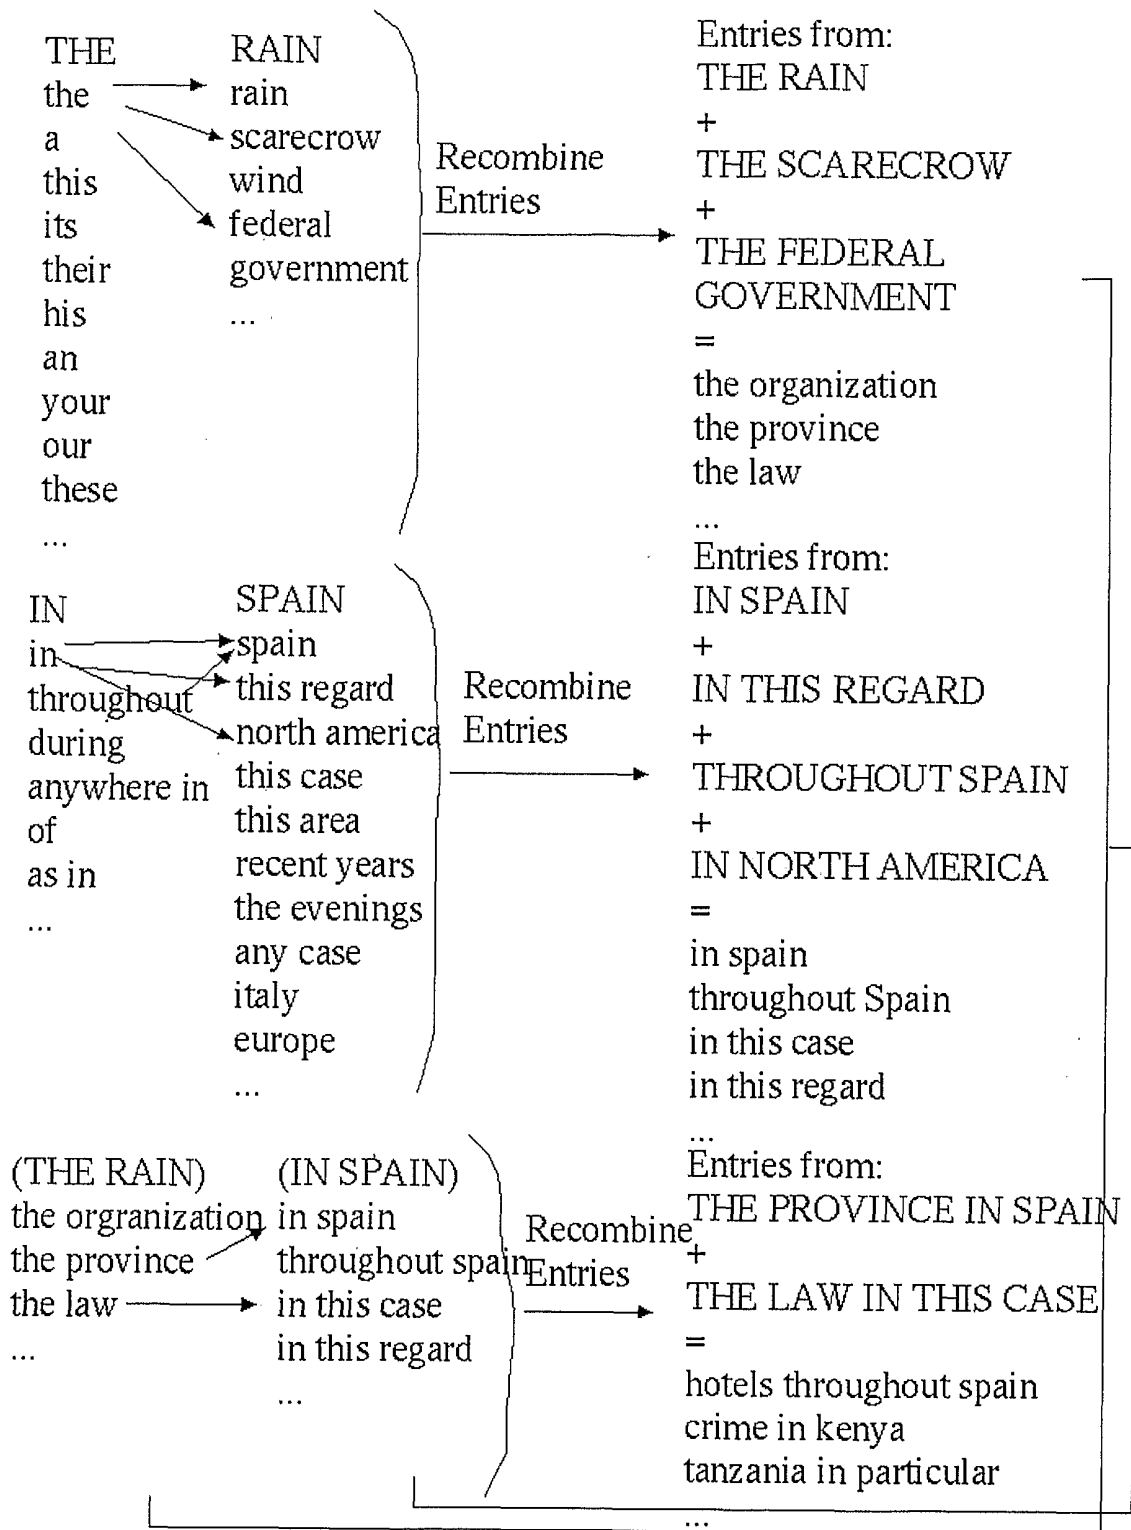 THE
the
a
this
its
their
his
an
your
our
these
...
RAIN
rain
scarecrow
wind
federal
government
...
Recombine
Entries
Entries from:
THE RAIN
+
THE SCARECROW
+
THE FEDERAL
GOVERNMENT
=
the organization
the province
the law
...
IN
in
throughout
during
anywhere in
of
as in
...
SPAIN
spain
this regard
north america
this case
this area
recent years
the evenings
any case
italy
europe
...
Recombine
Entries
Entries from:
IN SPAIN
+
IN THIS REGARD
+
THROUGHOUT SPAIN
+
IN NORTH AMERICA
=
in spain
throughout Spain
in this case
in this regard
...
(THE RAIN)
the orgranization
the province
the law
...
(IN SPAIN)
in spain
throughout spain
in this case
in this regard
...
Recombine
Entries
Entries from:
THE PROVINCE IN SPAIN
+
THE LAW IN THIS CASE
=
hotels throughout spain
crime in kenya
tanzania in particular
...